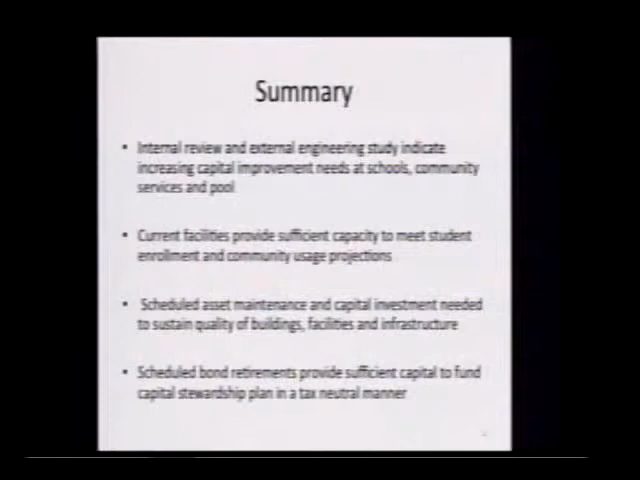 Summary
• Internal review and external engineering study indicate
increasing capital improvement needs at schools, community
services and pool
• Current facilities provide sufficient capacity to meet student
enrollment and community usage projections
• Scheduled asset maintenance and capital investment needed
to sustain quality of buildings, facilities and infrastructure
• Scheduled bond retirements provide sufficient capital to fund
capital stewardship plan in a tax neutral manner